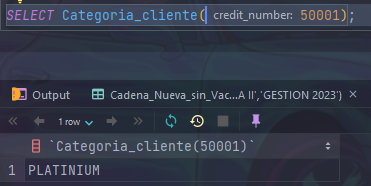 SELECT Categoria_cliente( credit_number: 50001);
Output
Cadena_Nueva_sin_Vac...A II','GESTION 2023')
1 row
`Categoria_cliente(50001)`
1 PLATINIUM